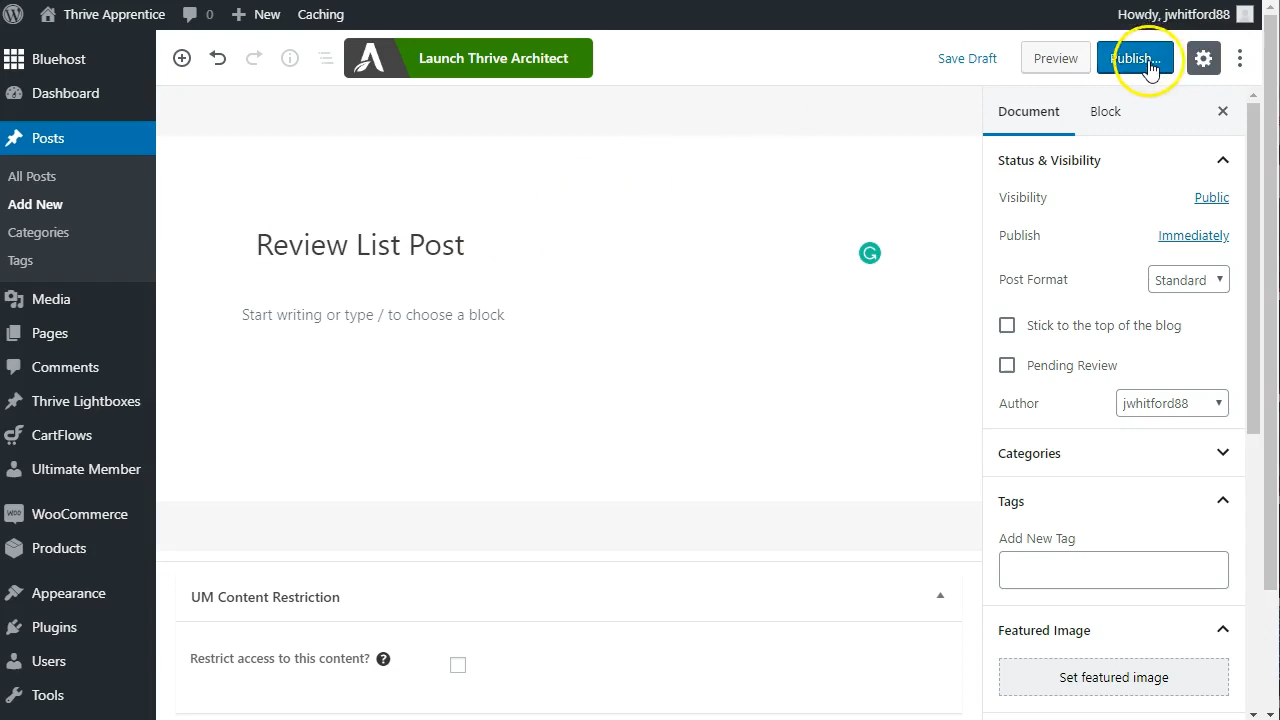 Thrive Apprentice 0 New Caching Howdy, jwhitford88
Bluehost
Dashboard
Posts
All Posts
Add New
Categories
Tags
Media
Pages
Comments
Thrive Lightboxes
CartFlows
Ultimate Member
WooCommerce
Products
Appearance
Plugins
Users
Tools
Launch Thrive Architect Save Draft Preview Publish...
Review List Post
Start writing or type / to choose a block
UM Content Restriction
Restrict access to this content?
Document Block
Status & Visibility
Visibility Public
Publish Immediately
Post Format Standard
Stick to the top of the blog
Pending Review
Author jwhitford88
Categories
Tags
Add New Tag
Featured Image
Set featured image